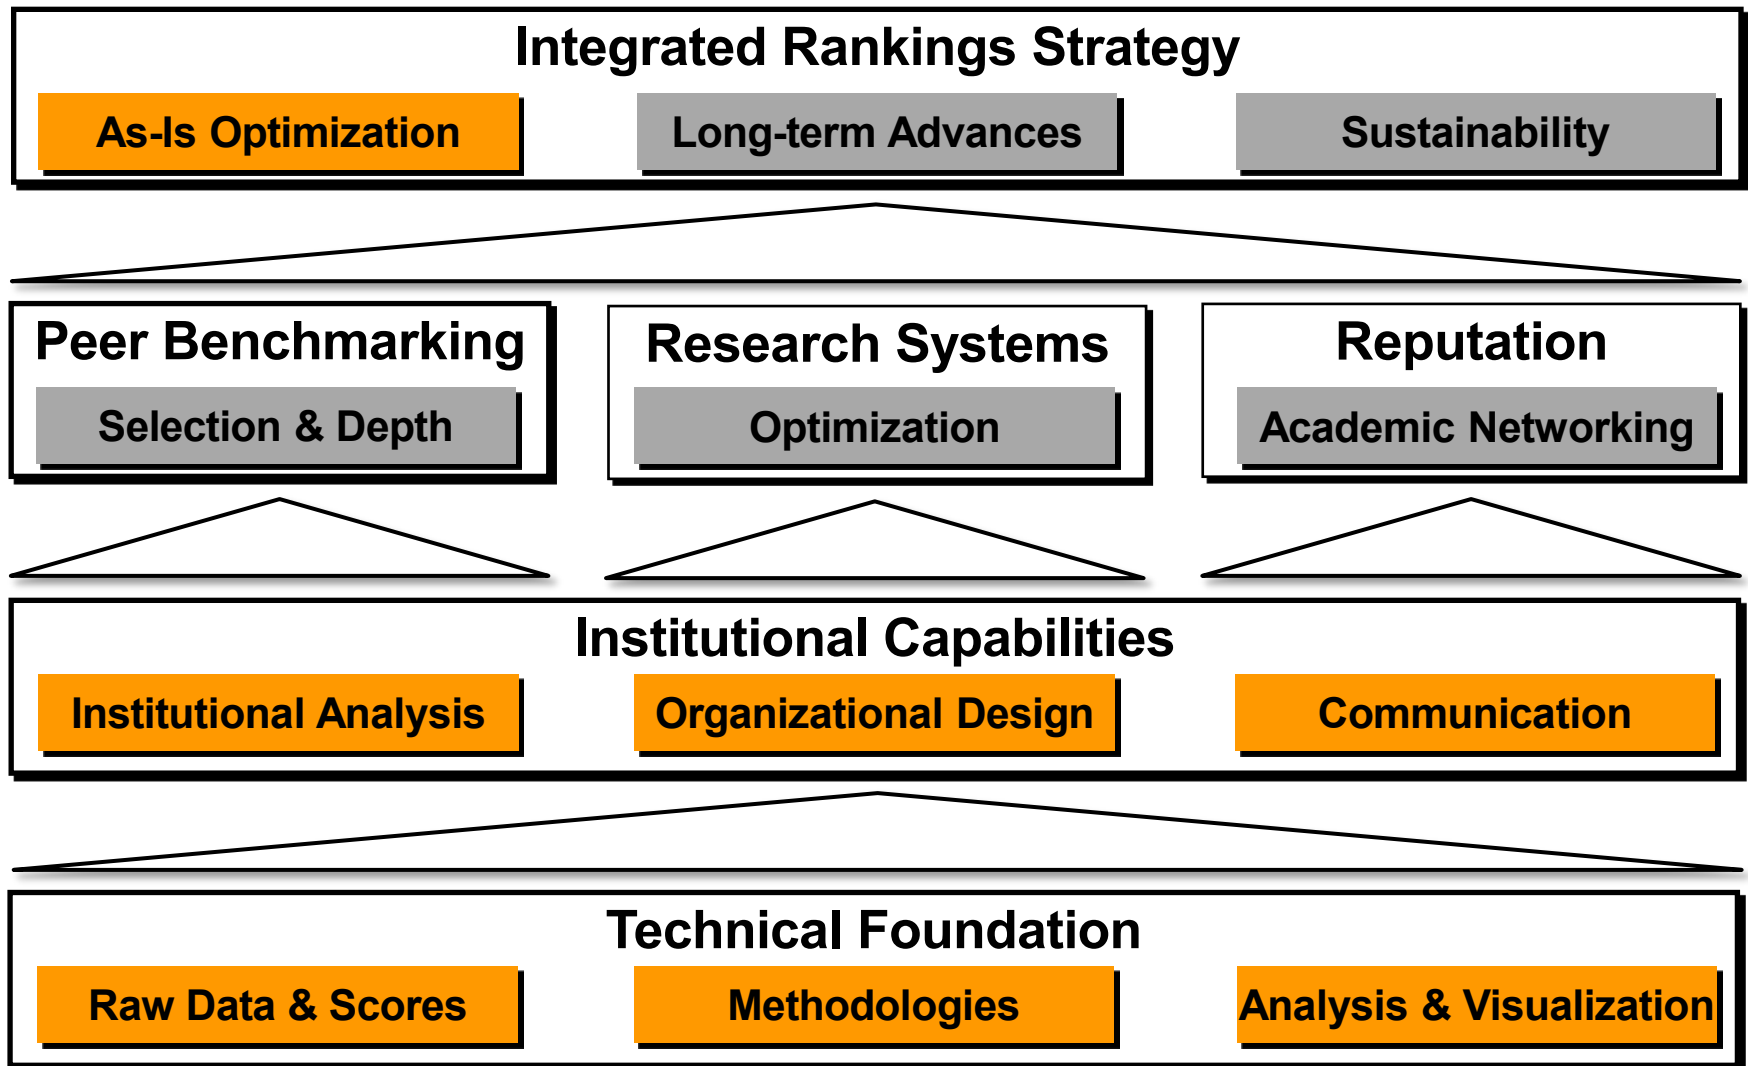 Integrated Rankings Strategy
As-Is Optimization
Long-term Advances
Sustainability
Peer Benchmarking
Selection & Depth
Research Systems
Optimization
Reputation
Academic Networking
Institutional Capabilities
Institutional Analysis
Organizational Design
Communication
Technical Foundation
Raw Data & Scores
Methodologies
Analysis & Visualization